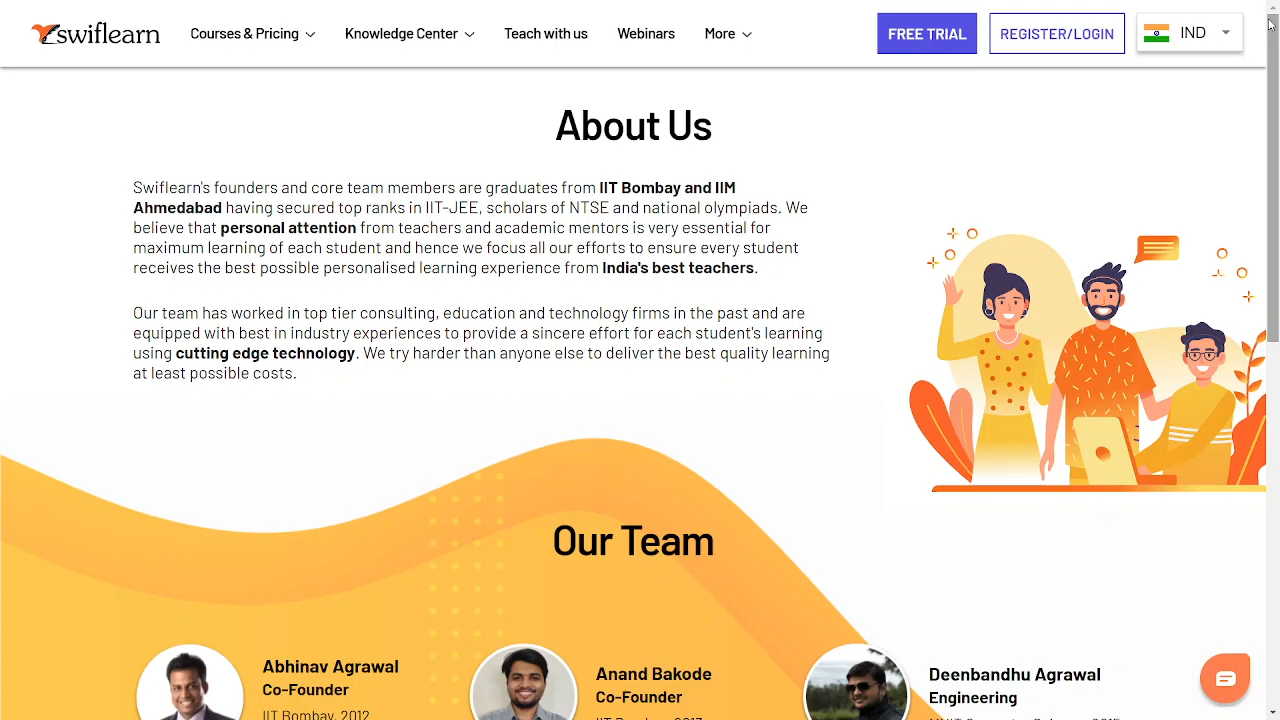 swiflearn
Courses & Pricing
Knowledge Center
Teach with us
Webinars
More
FREE TRIAL
REGISTER/LOGIN
IND
About Us
Swiflearn's founders and core team members are graduates from IIT Bombay and IIM
Ahmedabad having secured top ranks in IIT-JEE, scholars of NTSE and national olympiads. We
believe that personal attention from teachers and academic mentors is very essential for
maximum learning of each student and hence we focus all our efforts to ensure every student
receives the best possible personalised learning experience from India's best teachers.
Our team has worked in top tier consulting, education and technology firms in the past and are
equipped with best in industry experiences to provide a sincere effort for each student's learning
using cutting edge technology. We try harder than anyone else to deliver the best quality learning
at least possible costs.
Our Team
Abhinav Agrawal
Co-Founder
IIT Bombay, 2012
Anand Bakode
Co-Founder
Deenbandhu Agrawal
Engineering